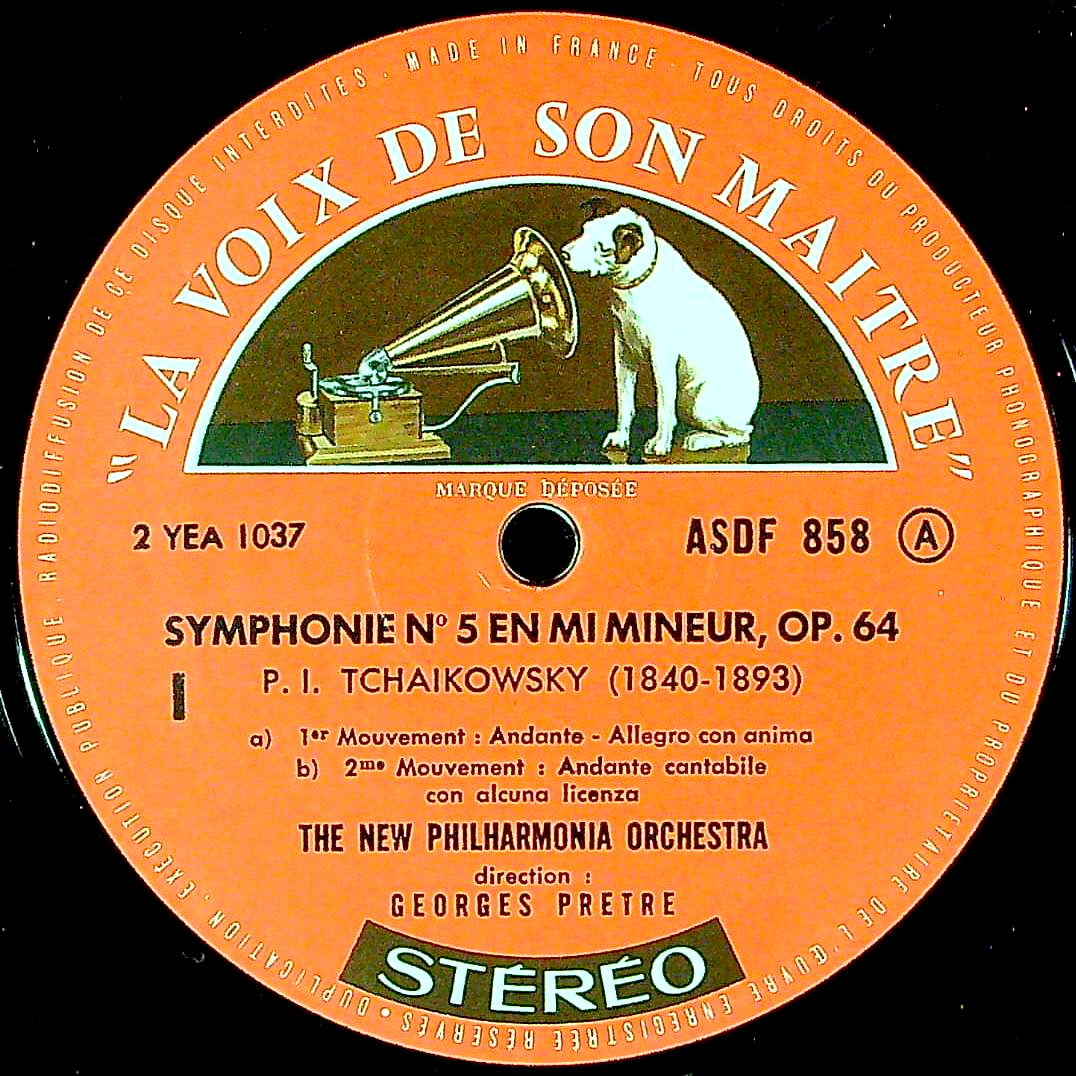 MADE IN FRANCE · TOUS DROITS DU PRODUCTEUR PHONOGRAPHIQUE ET DU PROPRIÉTAIRE DE L'ŒUVRE ENREGISTRÉE RÉSERVÉS • DUPLICATION, EXÉCUTION PUBLIQUE, RADIODIFFUSION DE CE DISQUE INTERDITES .
"LA VOIX DE SON MAITRE"
MARQUE DÉPOSÉE
2 YEA 1037
ASDF 858 A
SYMPHONIE Nº 5 EN MI MINEUR, OP. 64
P. I. TCHAIKOWSKY (1840-1893)
I
a) 1er Mouvement : Andante - Allegro con anima
b) 2me Mouvement : Andante cantabile
con alcuna licenza
THE NEW PHILHARMONIA ORCHESTRA
direction :
GEORGES PRETRE
STÉRÉO